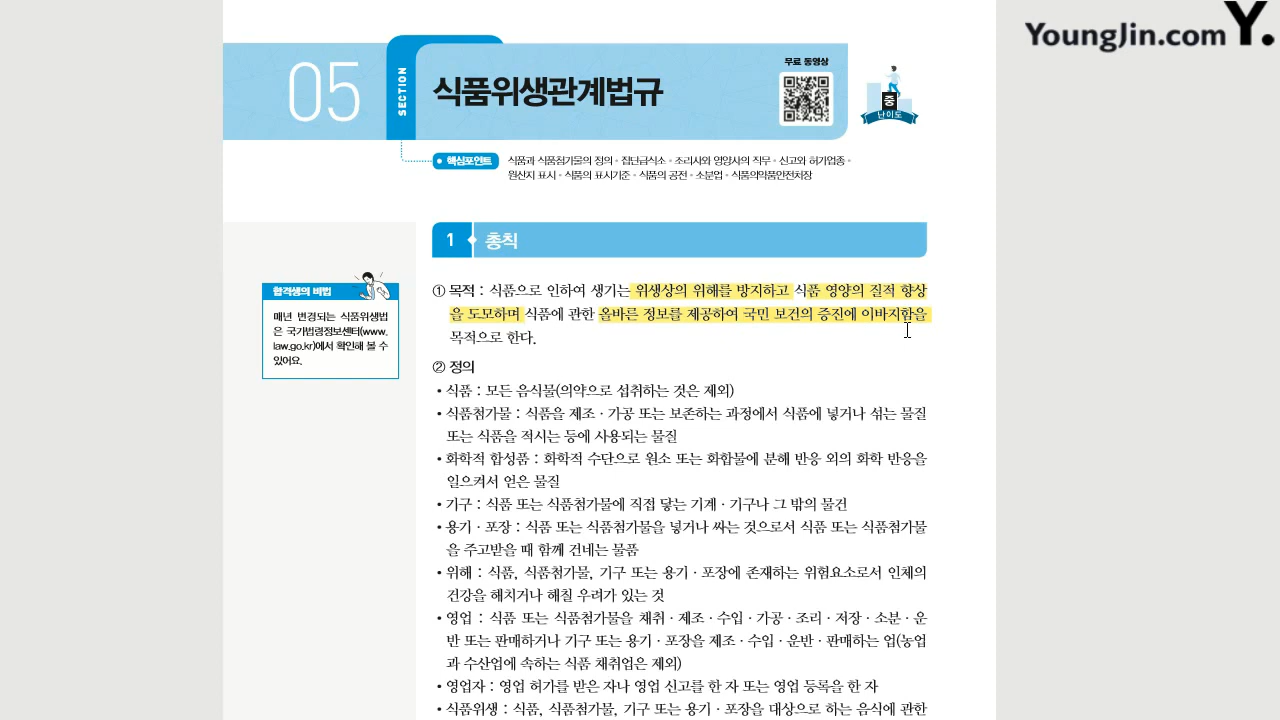 YoungJin.com Y.
05
SECTION
식품위생관계법규
무료 동영상
중
난이도
핵심포인트
식품과 식품첨가물의 정의 · 집단급식소 · 조리사와 영양사의 직무 · 신고와 허가업종 ·
원산지 표시 · 식품의 표시기준 · 식품의 공전 · 소분업 · 식품의약품안전처장
1 총칙
① 목적 : 식품으로 인하여 생기는 위생상의 위해를 방지하고 식품 영양의 질적 향상
을 도모하며 식품에 관한 올바른 정보를 제공하여 국민 보건의 증진에 이바지함을
목적으로 한다.
합격생의 비법
매년 변경되는 식품위생법
은 국가법령정보센터(www.
law.go.kr)에서 확인해 볼 수
있어요.
② 정의
• 식품 : 모든 음식물(의약으로 섭취하는 것은 제외)
• 식품첨가물 : 식품을 제조 · 가공 또는 보존하는 과정에서 식품에 넣거나 섞는 물질
또는 식품을 적시는 등에 사용되는 물질
• 화학적 합성품 : 화학적 수단으로 원소 또는 화합물에 분해 반응 외의 화학 반응을
일으켜서 얻은 물질
• 기구 : 식품 또는 식품첨가물에 직접 닿는 기계 · 기구나 그 밖의 물건
• 용기 · 포장 : 식품 또는 식품첨가물을 넣거나 싸는 것으로서 식품 또는 식품첨가물
을 주고받을 때 함께 건네는 물품
• 위해 : 식품, 식품첨가물, 기구 또는 용기 · 포장에 존재하는 위험요소로서 인체의
건강을 해치거나 해칠 우려가 있는 것
• 영업 : 식품 또는 식품첨가물을 채취 · 제조 · 수입 · 가공 · 조리 · 저장 · 소분 · 운
반 또는 판매하거나 기구 또는 용기 · 포장을 제조 · 수입 · 운반 · 판매하는 업(농업
과 수산업에 속하는 식품 채취업은 제외)
• 영업자 : 영업 허가를 받은 자나 영업 신고를 한 자 또는 영업 등록을 한 자
• 식품위생 : 식품, 식품첨가물, 기구 또는 용기 · 포장을 대상으로 하는 음식에 관한